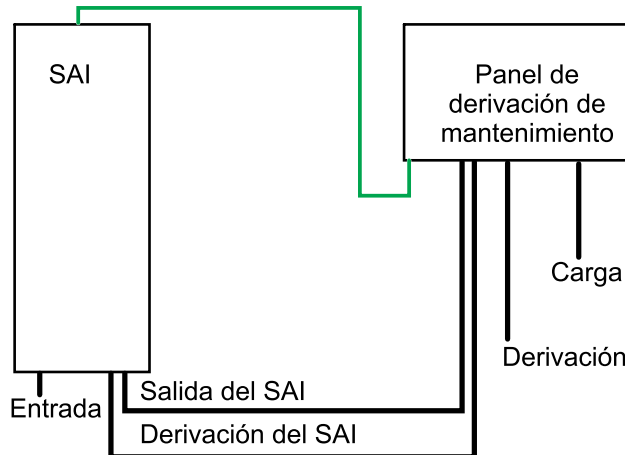 SAI
Panel de
derivación de
mantenimiento
Carga
Derivación
Entrada
Salida del SAI
Derivación del SAI